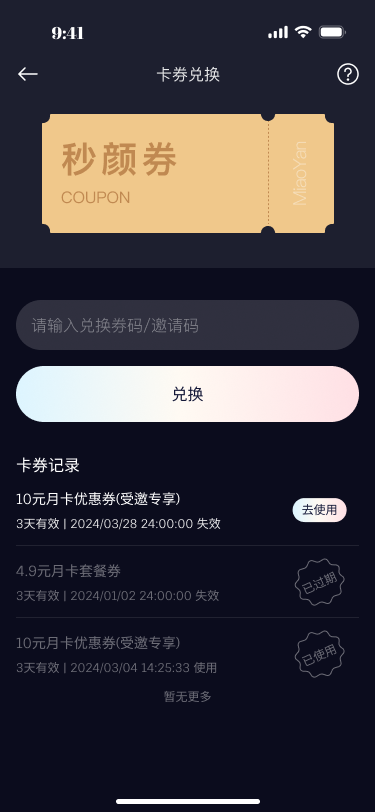 9:41
卡券兑换
秒颜券
COUPON
MiaoYan
请输入兑换券码/邀请码
兑换
卡券记录
10元月卡优惠券(受邀专享)
3天有效 | 2024/03/28 24:00:00 失效
去使用
4.9元月卡套餐券
3天有效 | 2024/01/02 24:00:00 失效
已过期
10元月卡优惠券(受邀专享)
3天有效 | 2024/03/04 14:25:33 使用
已使用
暂无更多